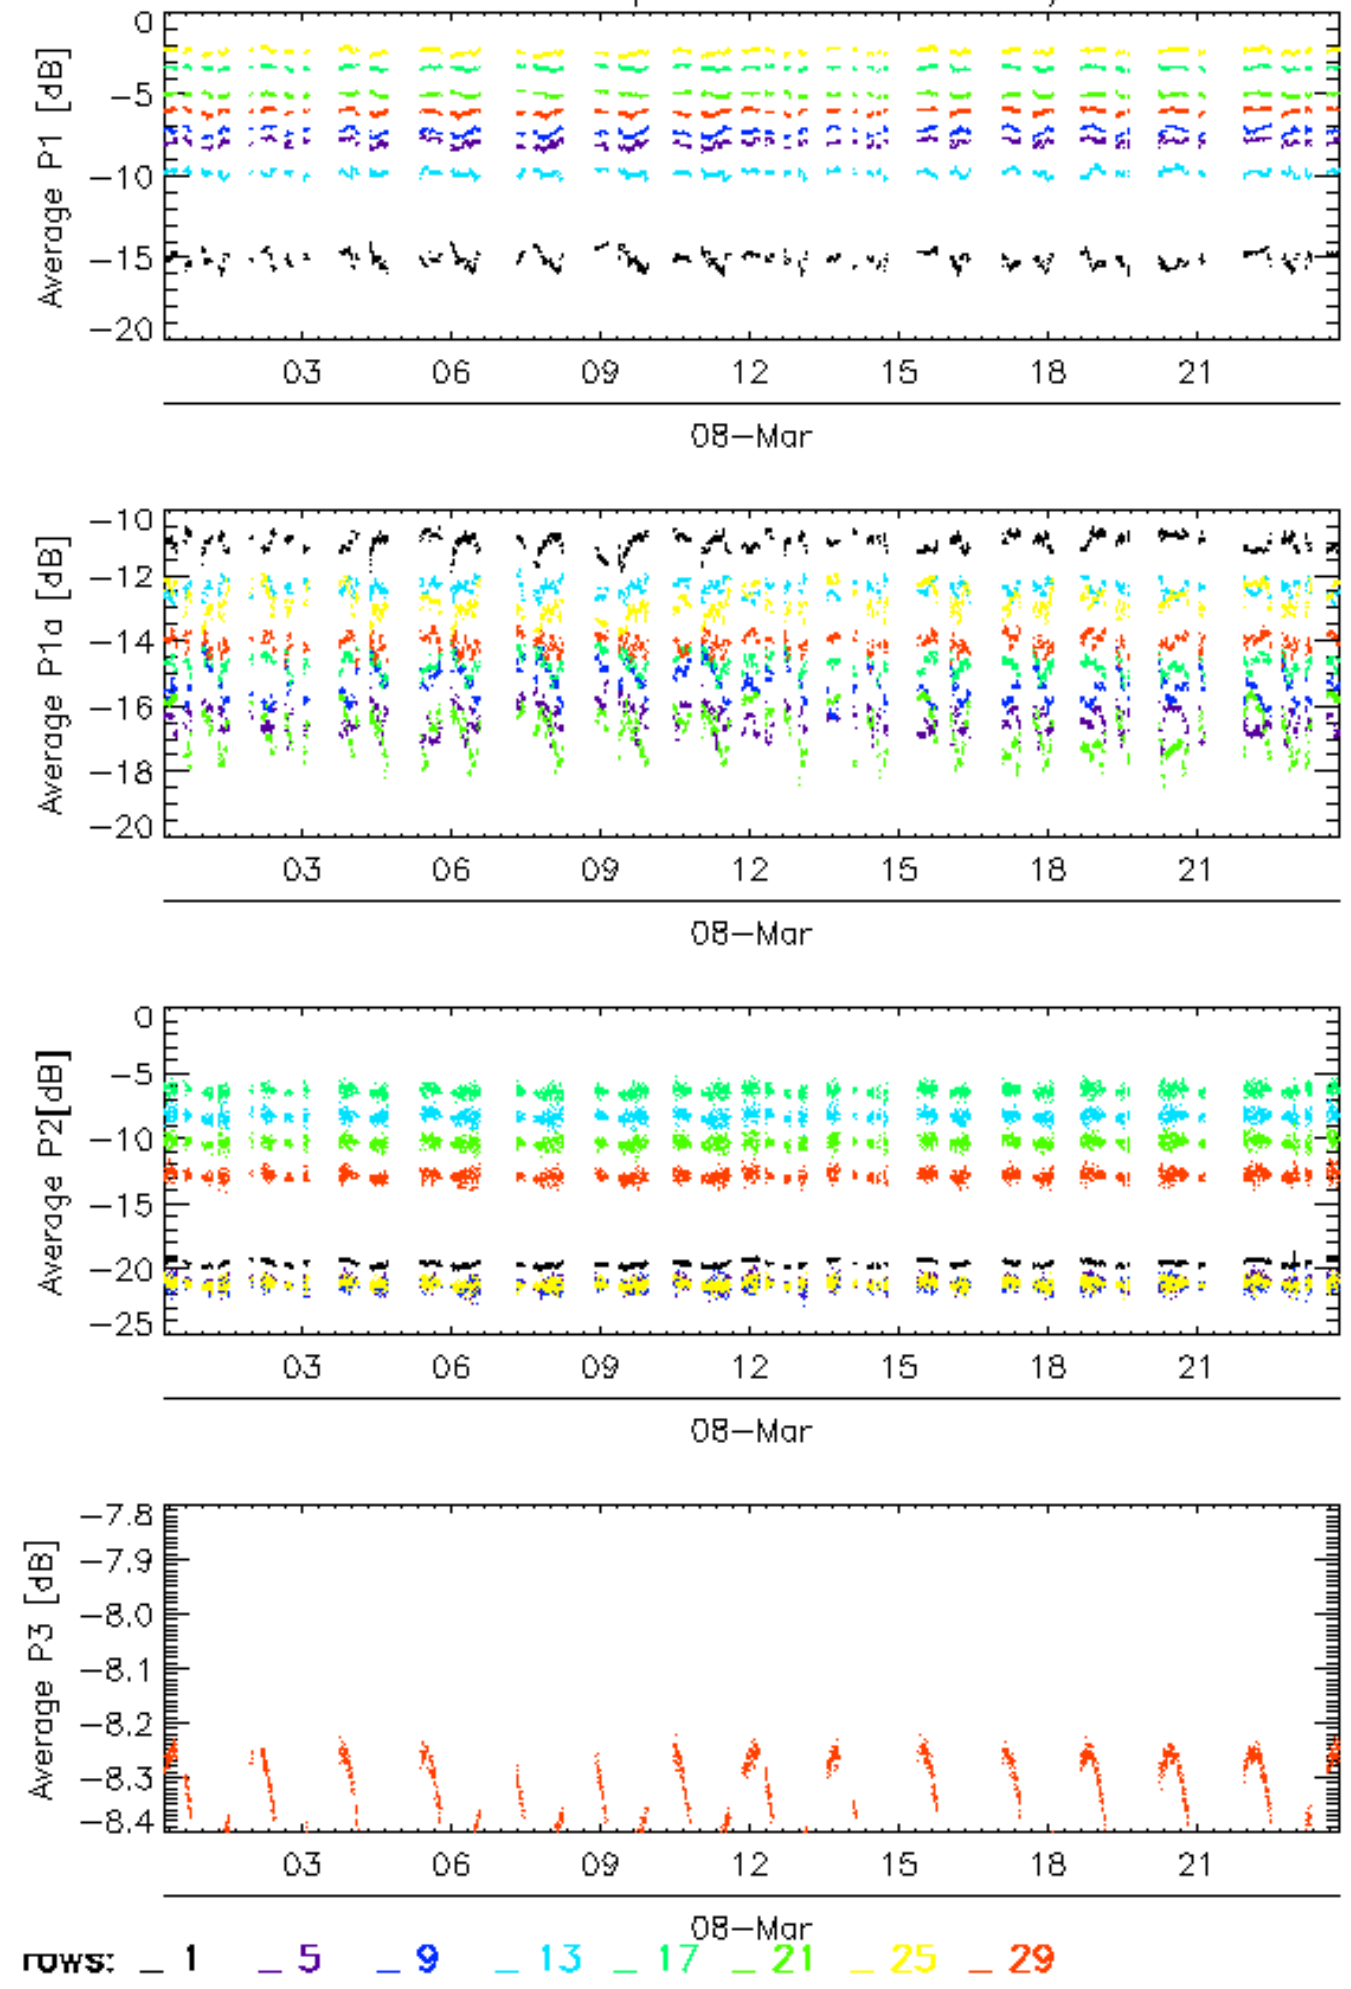 0
−5
−10
−15
−20
Average P1 [dB]
03 06 09 12 15 18 21
08−Mar
−10
−12
−14
−16
−18
−20
Average P1a [dB]
03 06 09 12 15 18 21
08−Mar
0
−5
−10
−15
−20
−25
Average P2[dB]
03 06 09 12 15 18 21
08−Mar
−7.8
−7.9
−8.0
−8.1
−8.2
−8.3
−8.4
Average P3 [dB]
03 06 09 12 15 18 21
08−Mar
rows: _ 1 _ 5 _ 9 _ 13 _ 17 _ 21 _ 25 _ 29